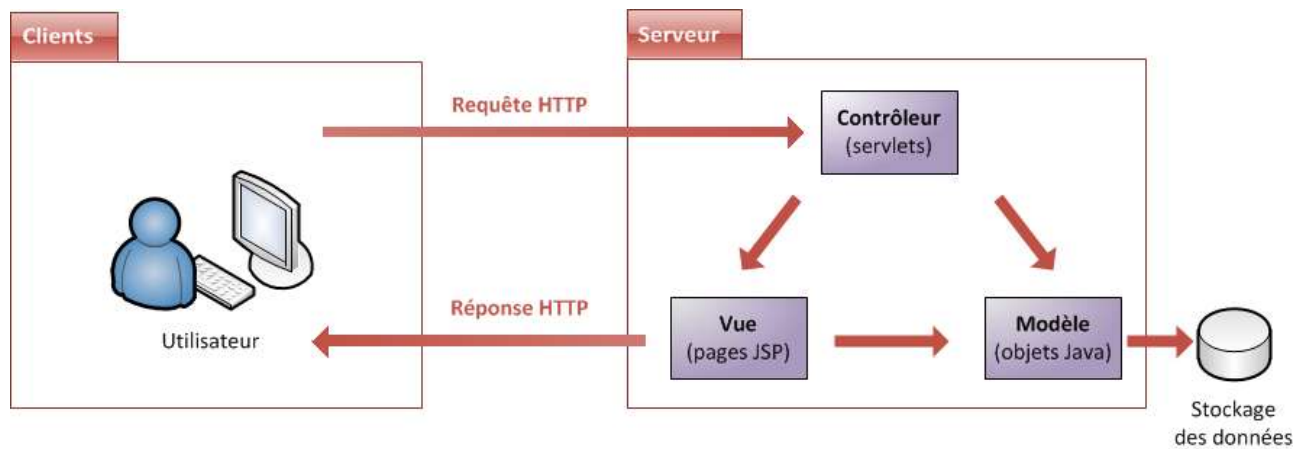 Clients
Serveur
Requête HTTP
Contrôleur
(servlets)
Réponse HTTP
Utilisateur
Vue
(pages JSP)
Modèle
(objets Java)
Stockage
des données